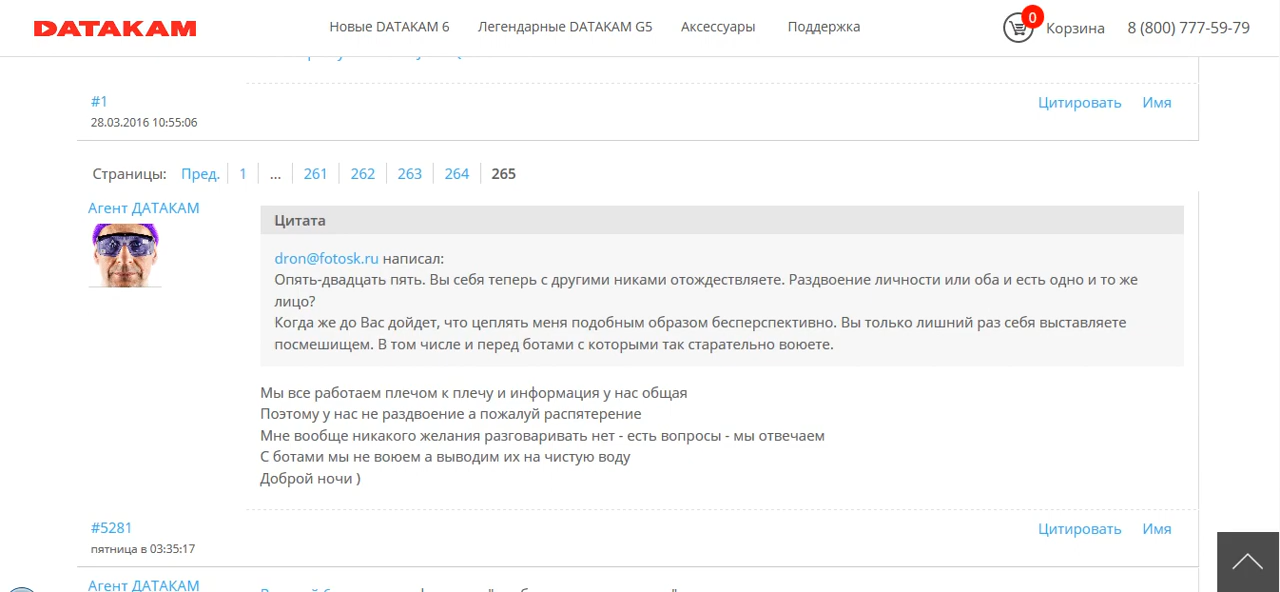 DATAKAM
Новые DATAKAM 6 Легендарные DATAKAM G5 Аксессуары Поддержка 0 Корзина 8 (800) 777-59-79
#1 Цитировать Имя
28.03.2016 10:55:06
Страницы: Пред. 1 ... 261 262 263 264 265
Агент ДАТАКАМ
Цитата
dron@fotosk.ru написал:
Опять-двадцать пять. Вы себя теперь с другими никами отождествляете. Раздвоение личности или оба и есть одно и то же
лицо?
Когда же до Вас дойдет, что цеплять меня подобным образом бесперспективно. Вы только лишний раз себя выставляете
посмешищем. В том числе и перед ботами с которыми так старательно воюете.
Мы все работаем плечом к плечу и информация у нас общая
Поэтому у нас не раздвоение а пожалуй распятерение
Мне вообще никакого желания разговаривать нет - есть вопросы - мы отвечаем
С ботами мы не воюем а выводим их на чистую воду
Доброй ночи )
#5281 Цитировать Имя
пятница в 03:35:17
Агент ДАТАКАМ